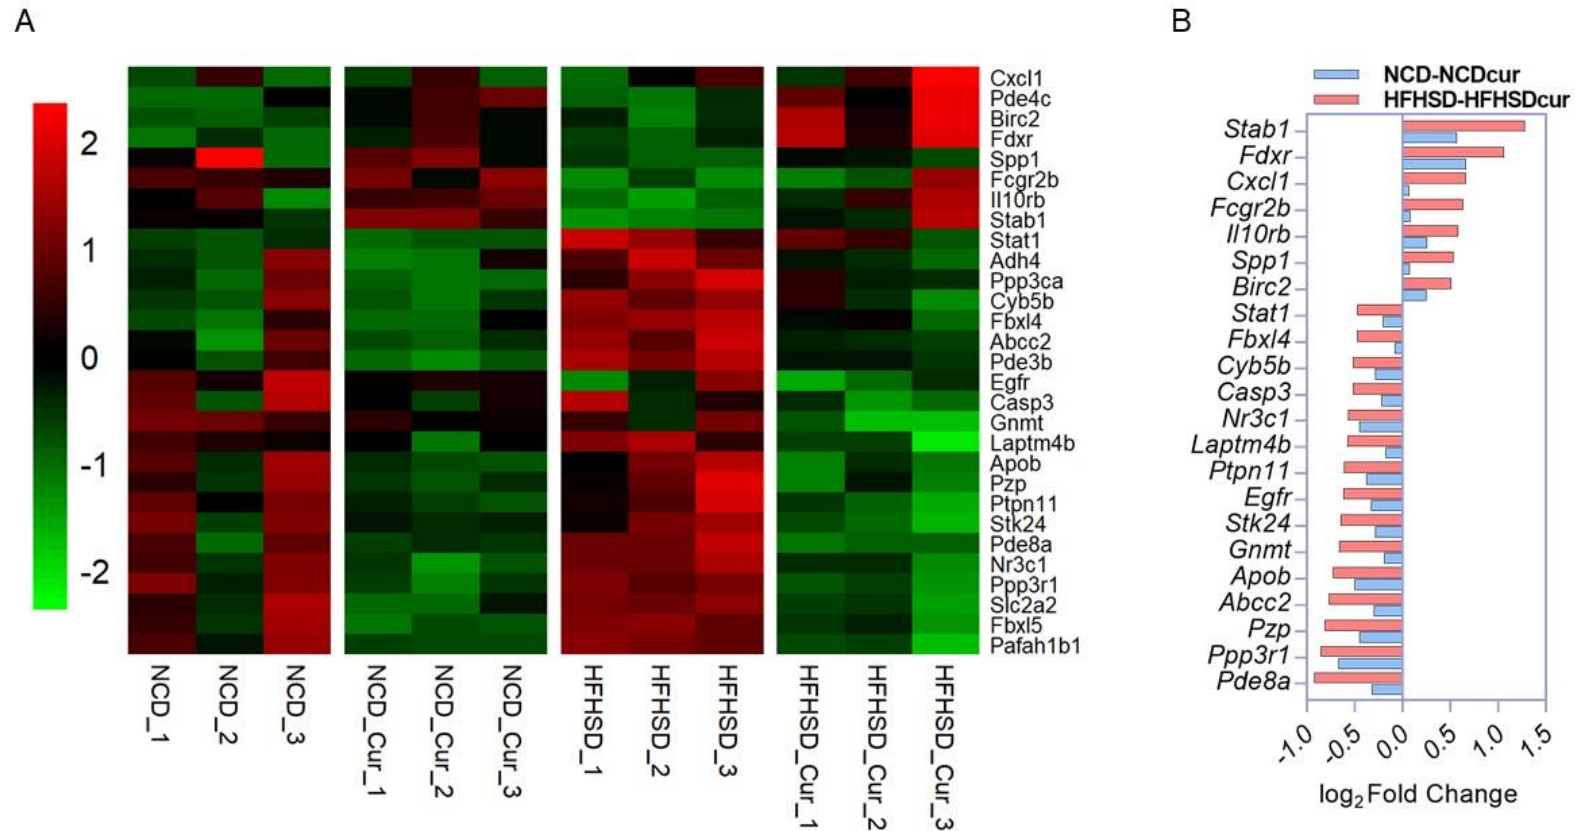 A
2
1
0
-1
-2
Cxcl1
Pde4c
Birc2
Fdxr
Spp1
Fcgr2b
Il10rb
Stab1
Stat1
Adh4
Ppp3ca
Cyb5b
Fbxl4
Abcc2
Pde3b
Egfr
Casp3
Gnmt
Laptm4b
Apob
Pzp
Ptpn11
Stk24
Pde8a
Nr3c1
Ppp3r1
Slc2a2
Fbxl5
Pafah1b1
NCD_1
NCD_2
NCD_3
NCD_Cur_1
NCD_Cur_2
NCD_Cur_3
HFHSD_1
HFHSD_2
HFHSD_3
HFHSD_Cur_1
HFHSD_Cur_2
HFHSD_Cur_3
B
NCD-NCDcur
HFHSD-HFHSDcur
Stab1
Fdxr
Cxcl1
Fcgr2b
Il10rb
Spp1
Birc2
Stat1
Fbxl4
Cyb5b
Casp3
Nr3c1
Laptm4b
Ptpn11
Egfr
Stk24
Gnmt
Apob
Abcc2
Pzp
Ppp3r1
Pde8a
-1.0 -0.5 0.0 0.5 1.0 1.5
log₂Fold Change